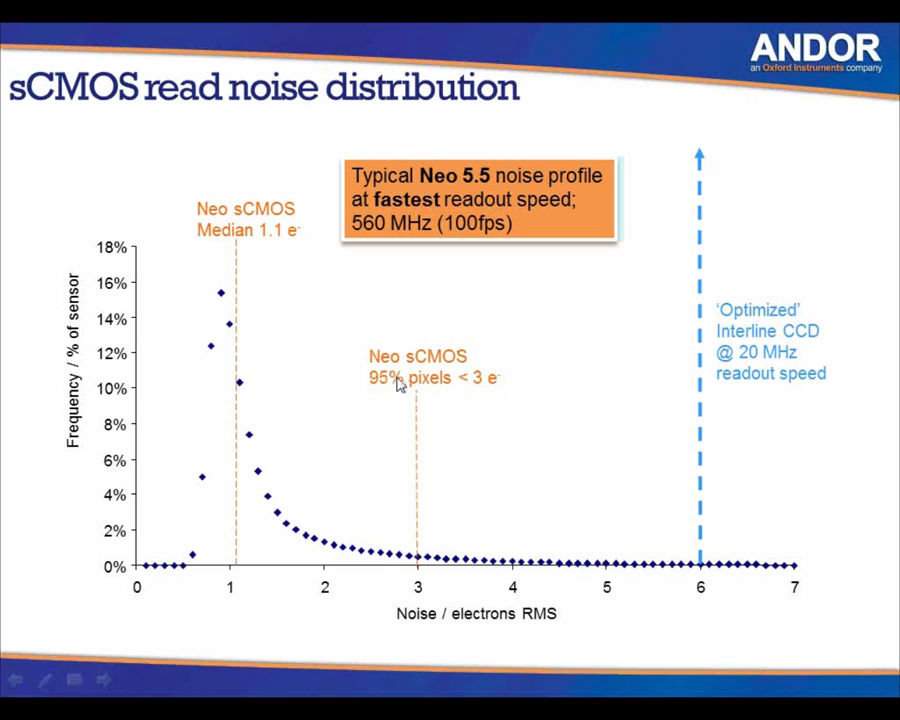 ANDOR
an Oxford Instruments company
sCMOS read noise distribution
Typical Neo 5.5 noise profile
at fastest readout speed;
560 MHz (100fps)
Neo sCMOS
Median 1.1 e-
Neo sCMOS
95% pixels < 3 e-
'Optimized'
Interline CCD
@ 20 MHz
readout speed
Frequency / % of sensor
18%
16%
14%
12%
10%
8%
6%
4%
2%
0%
0 1 2 3 4 5 6 7
Noise / electrons RMS